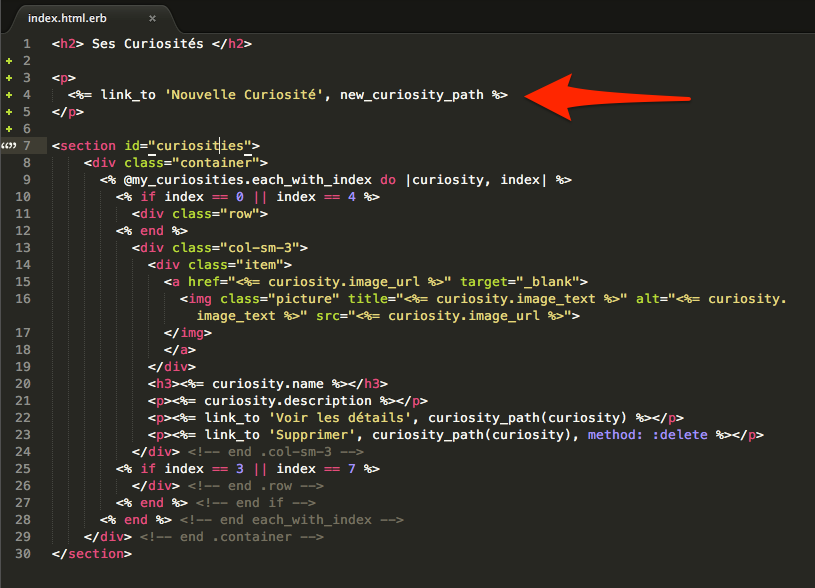 index.html.erb ×
1 <h2> Ses Curiosités </h2>
2
3 <p>
4 <%= link_to 'Nouvelle Curiosité', new_curiosity_path %>
5 </p>
6
7 <section id="curiosities">
8 <div class="container">
9 <% @my_curiosities.each_with_index do |curiosity, index| %>
10 <% if index == 0 || index == 4 %>
11 <div class="row">
12 <% end %>
13 <div class="col-sm-3">
14 <div class="item">
15 <a href="<%= curiosity.image_url %>" target="_blank">
16 <img class="picture" title="<%= curiosity.image_text %>" alt="<%= curiosity.
image_text %>" src="<%= curiosity.image_url %>">
17 </img>
18 </a>
19 </div>
20 <h3><%= curiosity.name %></h3>
21 <p><%= curiosity.description %></p>
22 <p><%= link_to 'Voir les détails', curiosity_path(curiosity) %></p>
23 <p><%= link_to 'Supprimer', curiosity_path(curiosity), method: :delete %></p>
24 </div> <!-- end .col-sm-3 -->
25 <% if index == 3 || index == 7 %>
26 </div> <!-- end .row -->
27 <% end %> <!-- end if -->
28 <% end %> <!-- end each_with_index -->
29 </div> <!-- end .container -->
30 </section>